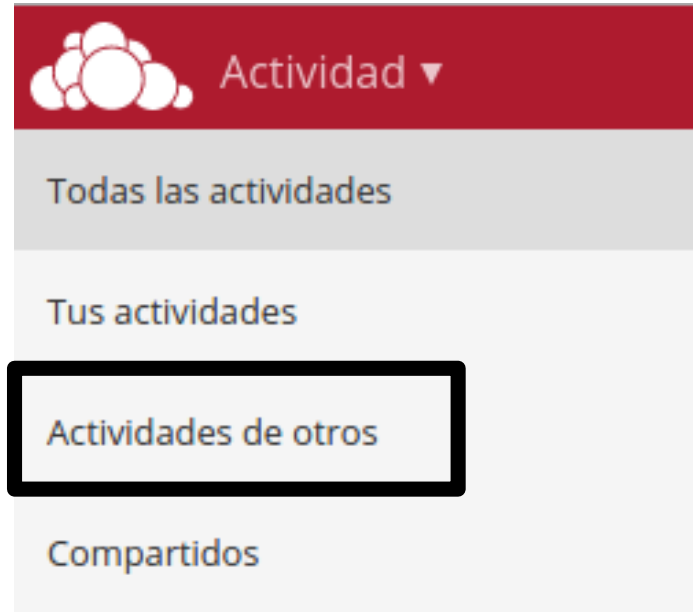 Actividad ▾
Todas las actividades
Tus actividades
Actividades de otros
Compartidos